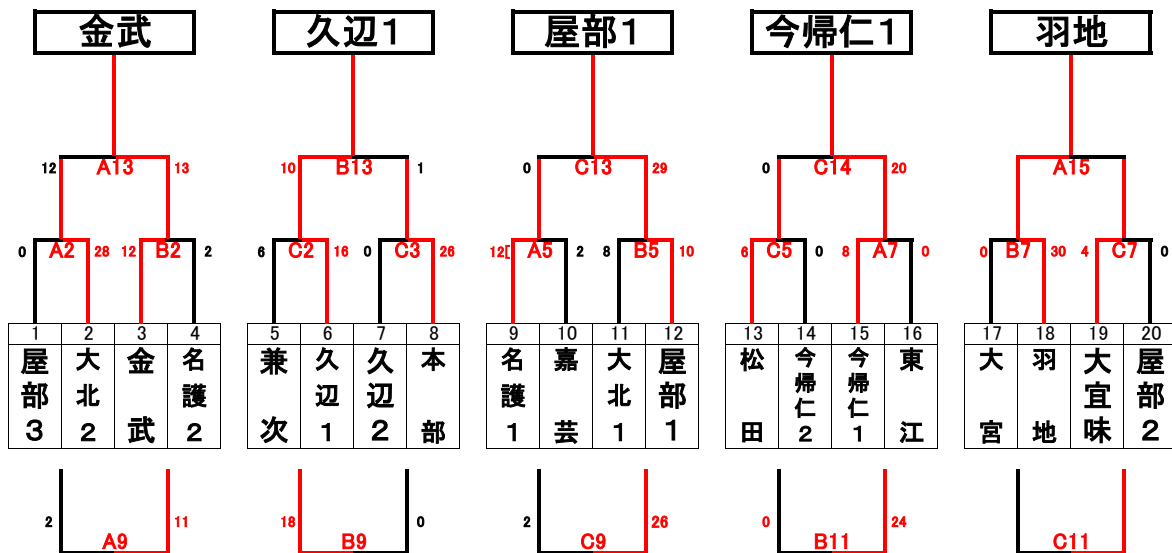 金武 久辺1 屋部1 今帰仁1 羽地
12 A13 13 10 B13 1 0 C13 29 0 C14 20 A15
0 A2 28 12 B2 2 6 C2 16 0 C3 26 12[ A5 2 8 B5 10 6 C5 0 8 A7 0 0 B7 30 4 C7 0
1 2 3 4 5 6 7 8 9 10 11 12 13 14 15 16 17 18 19 20
屋部3 大北2 金武 名護2 兼次 久辺1 久辺2 本部 名護1 嘉芸 大北1 屋部1 松田 今帰仁2 今帰仁1 東江 大宮 羽地 大宜味 屋部2
2 A9 11 18 B9 0 2 C9 26 0 B11 24 C11